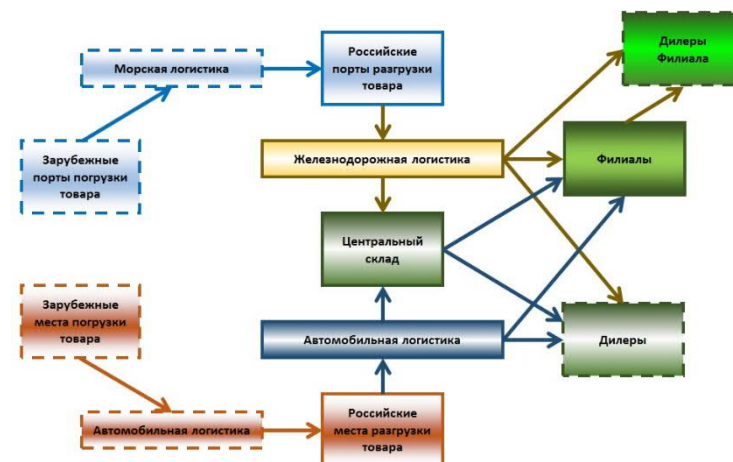 Российские
порты разгрузки
товара
Дилеры
Филиала
Морская логистика
Зарубежные
порты погрузки
товара
Железнодорожная логистика
Филиалы
Центральный
склад
Зарубежные
места погрузки
товара
Автомобильная логистика
Дилеры
Автомобильная логистика
Российские
места разгрузки
товара